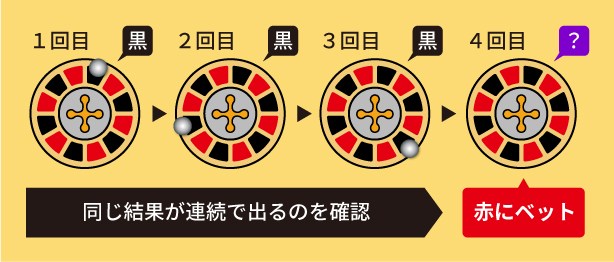 1回目
黒
2回目
黒
3回目
黒
4回目
?
同じ結果が連続で出るのを確認
赤にベット